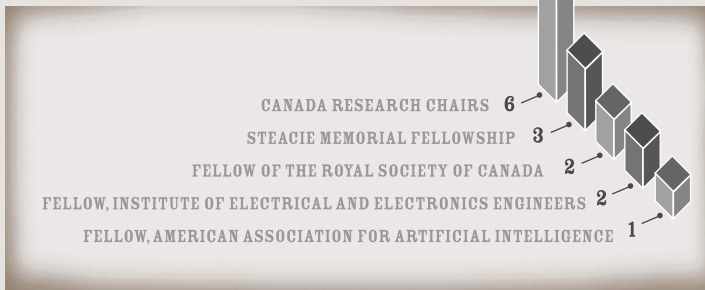 CANADA RESEARCH CHAIRS 6
STEACIE MEMORIAL FELLOWSHIP 3
FELLOW OF THE ROYAL SOCIETY OF CANADA 2
FELLOW, INSTITUTE OF ELECTRICAL AND ELECTRONICS ENGINEERS 2
FELLOW, AMERICAN ASSOCIATION FOR ARTIFICIAL INTELLIGENCE 1